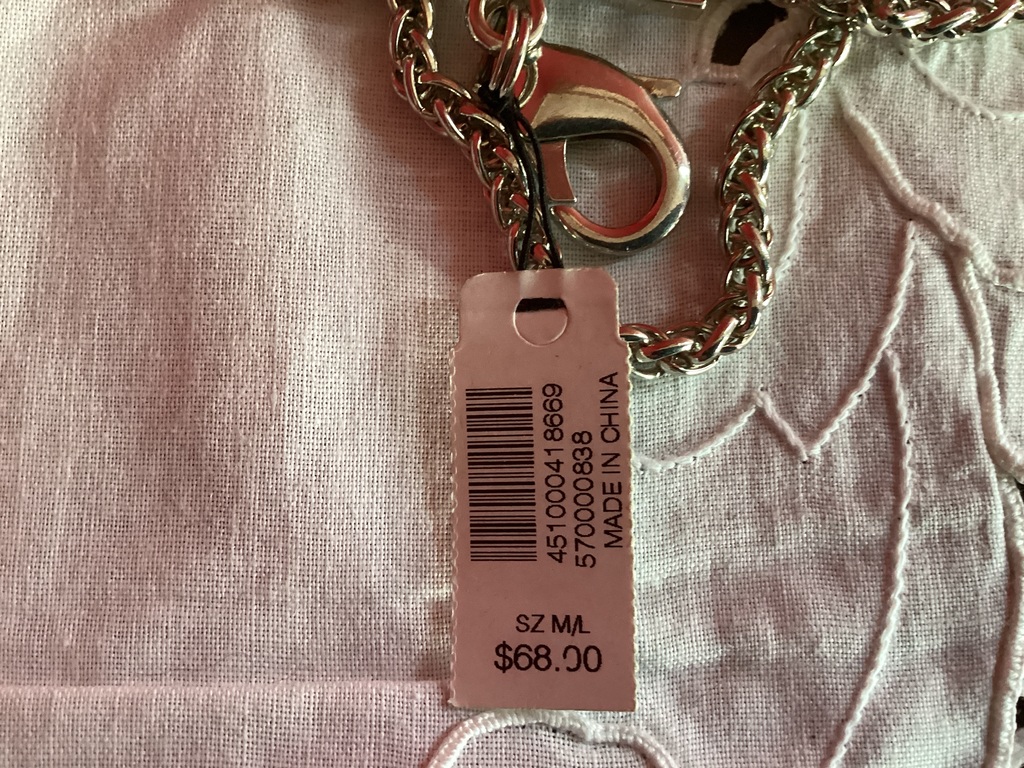 451000418669
570000838
MADE IN CHINA
SZ M/L
$68.00